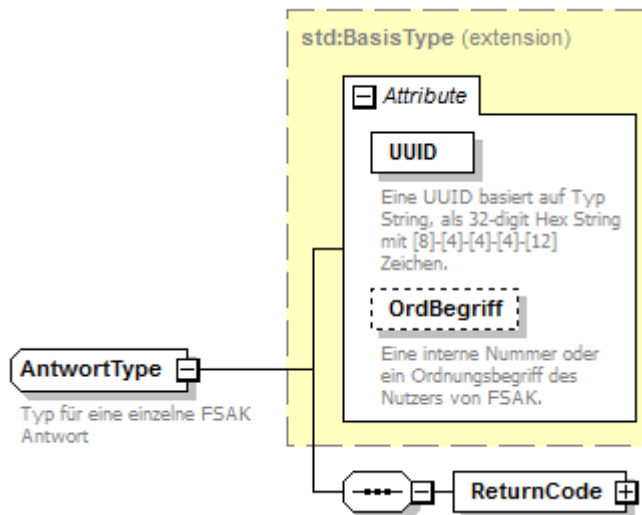 std:BasisType (extension)
Attribute
UUID
Eine UUID basiert auf Typ
String, als 32-digit Hex String
mit [8]-[4]-[4]-[4]-[12]
Zeichen.
OrdBegriff
Eine interne Nummer oder
ein Ordnungsbegriff des
Nutzers von FSAK.
AntwortType
Typ für eine einzelne FSAK
Antwort
ReturnCode